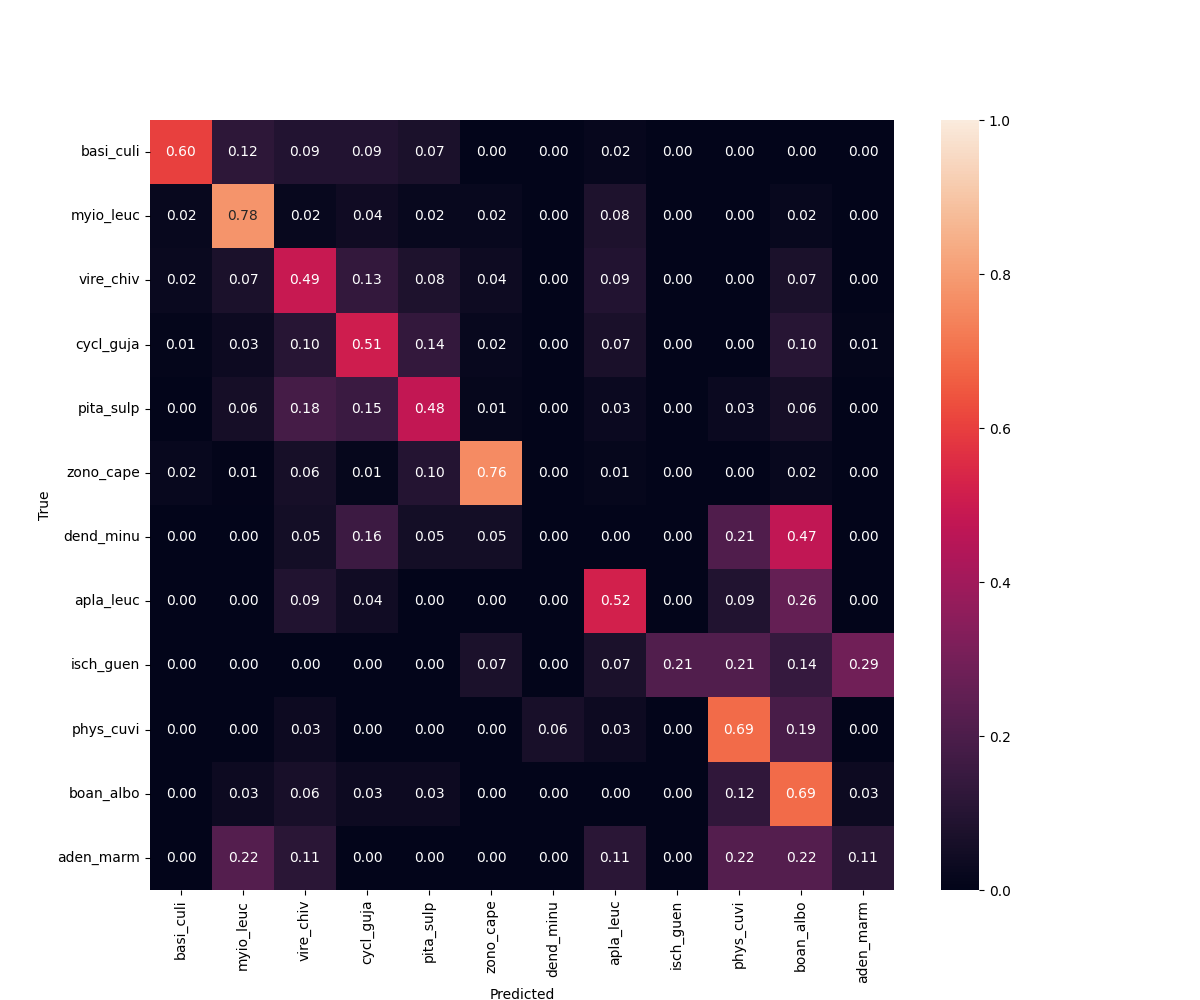 basi_culi 0.60 0.12 0.09 0.09 0.07 0.00 0.00 0.02 0.00 0.00 0.00 0.00
myio_leuc 0.02 0.78 0.02 0.04 0.02 0.02 0.00 0.08 0.00 0.00 0.02 0.00
vire_chiv 0.02 0.07 0.49 0.13 0.08 0.04 0.00 0.09 0.00 0.00 0.07 0.00
cycl_guja 0.01 0.03 0.10 0.51 0.14 0.02 0.00 0.07 0.00 0.00 0.10 0.01
pita_sulp 0.00 0.06 0.18 0.15 0.48 0.01 0.00 0.03 0.00 0.03 0.06 0.00
zono_cape 0.02 0.01 0.06 0.01 0.10 0.76 0.00 0.01 0.00 0.00 0.02 0.00
dend_minu 0.00 0.00 0.05 0.16 0.05 0.05 0.00 0.00 0.00 0.21 0.47 0.00
apla_leuc 0.00 0.00 0.09 0.04 0.00 0.00 0.00 0.52 0.00 0.09 0.26 0.00
isch_guen 0.00 0.00 0.00 0.00 0.00 0.07 0.00 0.07 0.21 0.21 0.14 0.29
phys_cuvi 0.00 0.00 0.03 0.00 0.00 0.00 0.06 0.03 0.00 0.69 0.19 0.00
boan_albo 0.00 0.03 0.06 0.03 0.03 0.00 0.00 0.00 0.00 0.12 0.69 0.03
aden_marm 0.00 0.22 0.11 0.00 0.00 0.00 0.00 0.11 0.00 0.22 0.22 0.11
True
basi_culi myio_leuc vire_chiv cycl_guja pita_sulp zono_cape dend_minu apla_leuc isch_guen phys_cuvi boan_albo aden_marm
Predicted
1.0
0.8
0.6
0.4
0.2
0.0